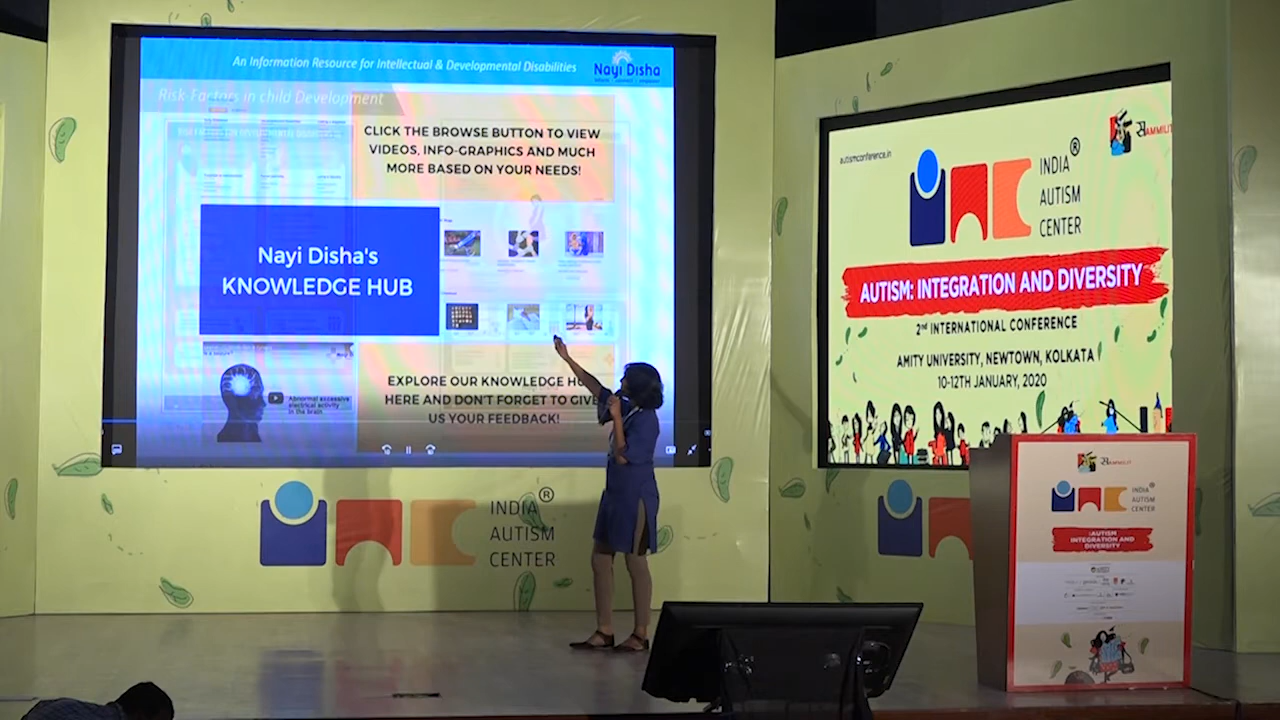 An Information Resource for Intellectual & Developmental Disabilities
Nayi Disha
Risk-Factors in child Development
CLICK THE BROWSE BUTTON TO VIEW
VIDEOS, INFO-GRAPHICS AND MUCH
MORE BASED ON YOUR NEEDS!
Nayi Disha's
KNOWLEDGE HUB
Abnormal excessive
electrical activity
in the brain
EXPLORE OUR KNOWLEDGE HU
HERE AND DON'T FORGET TO GIVE
US YOUR FEEDBACK!
INDIA
AUTISM
CENTER
®
autismconference.in
AMMILIT
INDIA
AUTISM
CENTER
®
AUTISM: INTEGRATION AND DIVERSITY
2nd INTERNATIONAL CONFERENCE
AMITY UNIVERSITY, NEWTOWN, KOLKATA
10-12TH JANUARY, 2020
AMMILIT
INDIA
AUTISM
CENTER
®
AUTISM
INTEGRATION AND
DIVERSITY